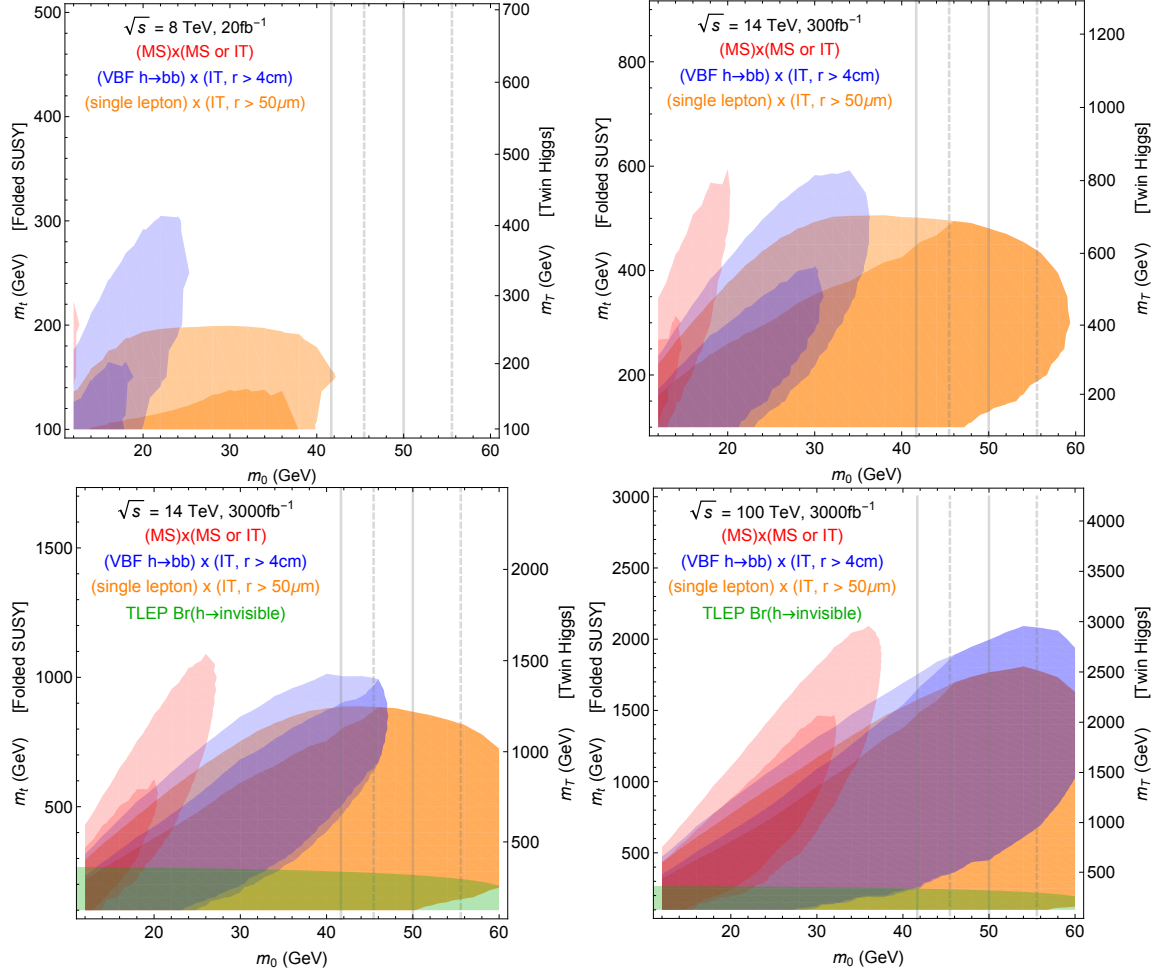 √s = 8 TeV, 20fb⁻¹
(MS)x(MS or IT)
(VBF h→bb) x (IT, r > 4cm)
(single lepton) x (IT, r > 50μm)
500
400
300
200
100
700
600
500
400
300
200
100
20
30
40
50
60
m₀ (GeV)
m_t (GeV) [Folded SUSY]
m_T (GeV) [Twin Higgs]
√s = 14 TeV, 300fb⁻¹
(MS)x(MS or IT)
(VBF h→bb) x (IT, r > 4cm)
(single lepton) x (IT, r > 50μm)
800
600
400
200
1200
1000
800
600
400
200
20
30
40
50
60
m₀ (GeV)
m_t (GeV) [Folded SUSY]
m_T (GeV) [Twin Higgs]
√s = 14 TeV, 3000fb⁻¹
(MS)x(MS or IT)
(VBF h→bb) x (IT, r > 4cm)
(single lepton) x (IT, r > 50μm)
TLEP Br(h→invisible)
1500
1000
500
2000
1500
1000
500
20
30
40
50
60
m₀ (GeV)
m_t (GeV) [Folded SUSY]
m_T (GeV) [Twin Higgs]
√s = 100 TeV, 3000fb⁻¹
(MS)x(MS or IT)
(VBF h→bb) x (IT, r > 4cm)
(single lepton) x (IT, r > 50μm)
TLEP Br(h→invisible)
3000
2500
2000
1500
1000
500
4000
3500
3000
2500
2000
1500
1000
500
20
30
40
50
60
m₀ (GeV)
m_t (GeV) [Folded SUSY]
m_T (GeV) [Twin Higgs]